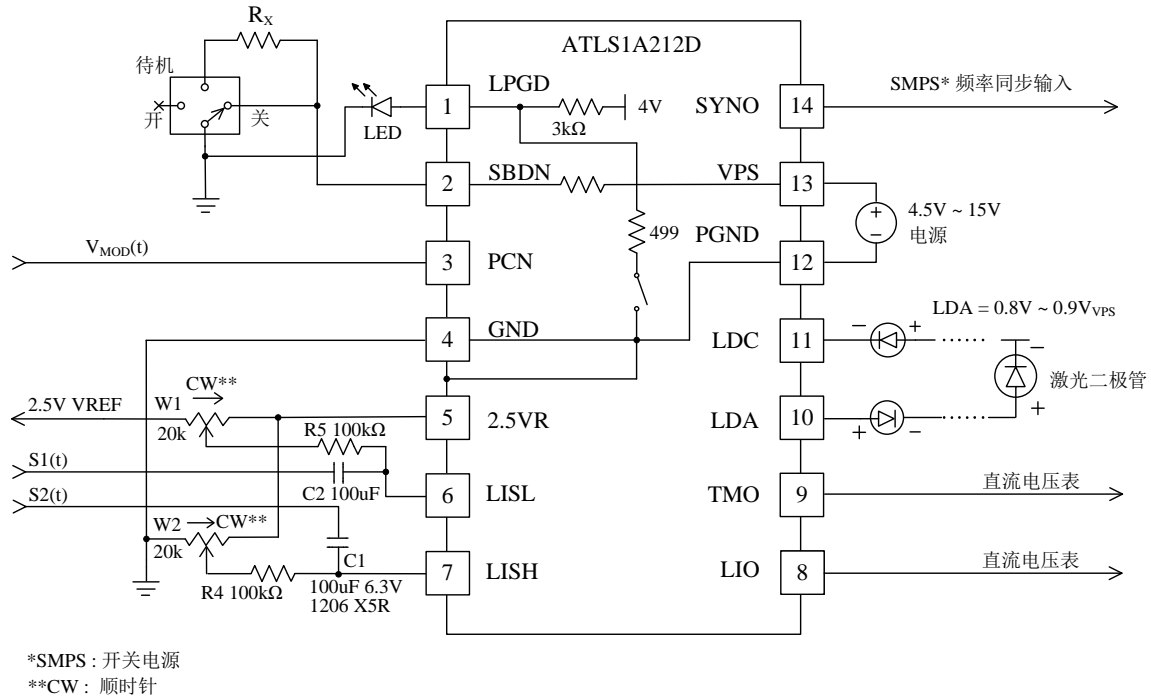 R_X
ATLS1A212D
待机
开
关
LED
LPGD
3kΩ
4V
SYNO
SMPS* 频率同步输入
1
14
2
SBDN
VPS
13
4.5V ~ 15V
电源
499
PGND
V_MOD(t)
3
PCN
12
LDA = 0.8V ~ 0.9V_VPS
4
GND
LDC
11
激光二极管
CW**
2.5V VREF
W1
20k
5
2.5VR
LDA
10
R5 100kΩ
S1(t)
C2 100uF
6
LISL
TMO
9
直流电压表
S2(t)
W2
CW**
20k
C1
7
LISH
LIO
8
直流电压表
R4 100kΩ
100uF 6.3V
1206 X5R
*SMPS : 开关电源
**CW : 顺时针